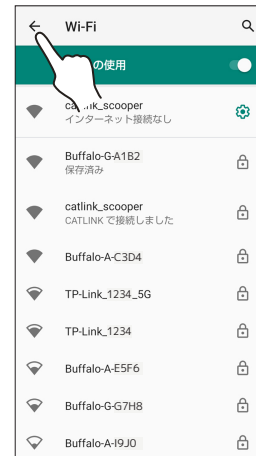 Wi-Fi
の使用
catlink_scooper
インターネット接続なし
Buffalo-G-A1B2
保存済み
catlink_scooper
CATLINK で接続しました
Buffalo-A-C3D4
TP-Link_1234_5G
TP-Link_1234
Buffalo-A-E5F6
Buffalo-G-G7H8
Buffalo-A-I9J0